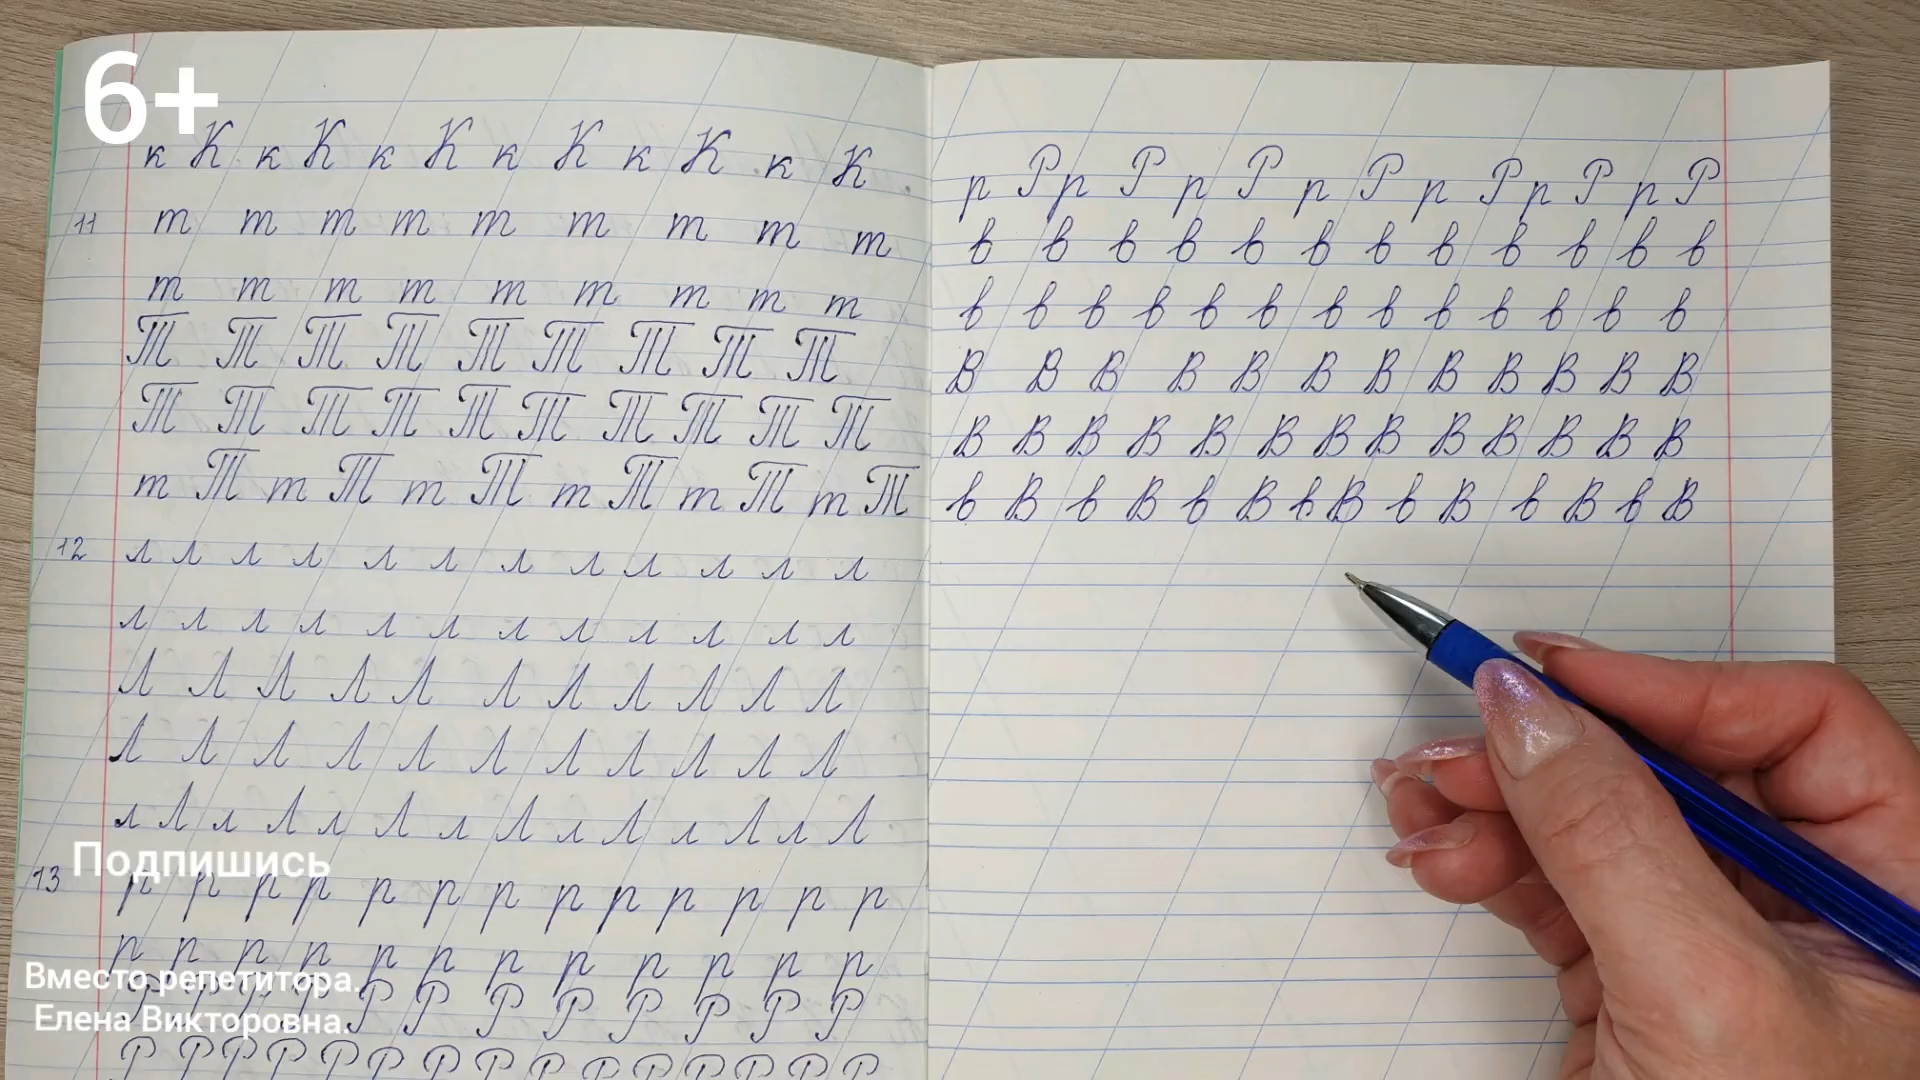 6+
к К к К к К к К к К к К
11 т т т т т т т т т
т т т т т т т т т
Т Т Т Т Т Т Т Т Т
Т Т Т Т Т Т Т Т Т Т
т Т т Т т Т т Т т Т т Т
12 л л л л л л л л л л л л
л л л л л л л л л л л л
Л Л Л Л Л Л Л Л Л Л Л
Л Л Л Л Л Л Л Л Л Л Л
л Л л Л л Л л Л л Л л Л л Л
Подпишись
13 р р р р р р р р р р р р р
р р р р р р р р р р р р
Вместо репетитора.
Р Р Р Р Р Р Р Р Р Р Р Р
Елена Викторовна.
Р Р Р Р Р Р Р Р Р Р Р Р Р Р
р Р р Р р Р р Р р Р р Р р Р
в в в в в в в в в в в в
в в в в в в в в в в в в в
В В В В В В В В В В В В
В В В В В В В В В В В В В
в В в В в В в В в В в В в В